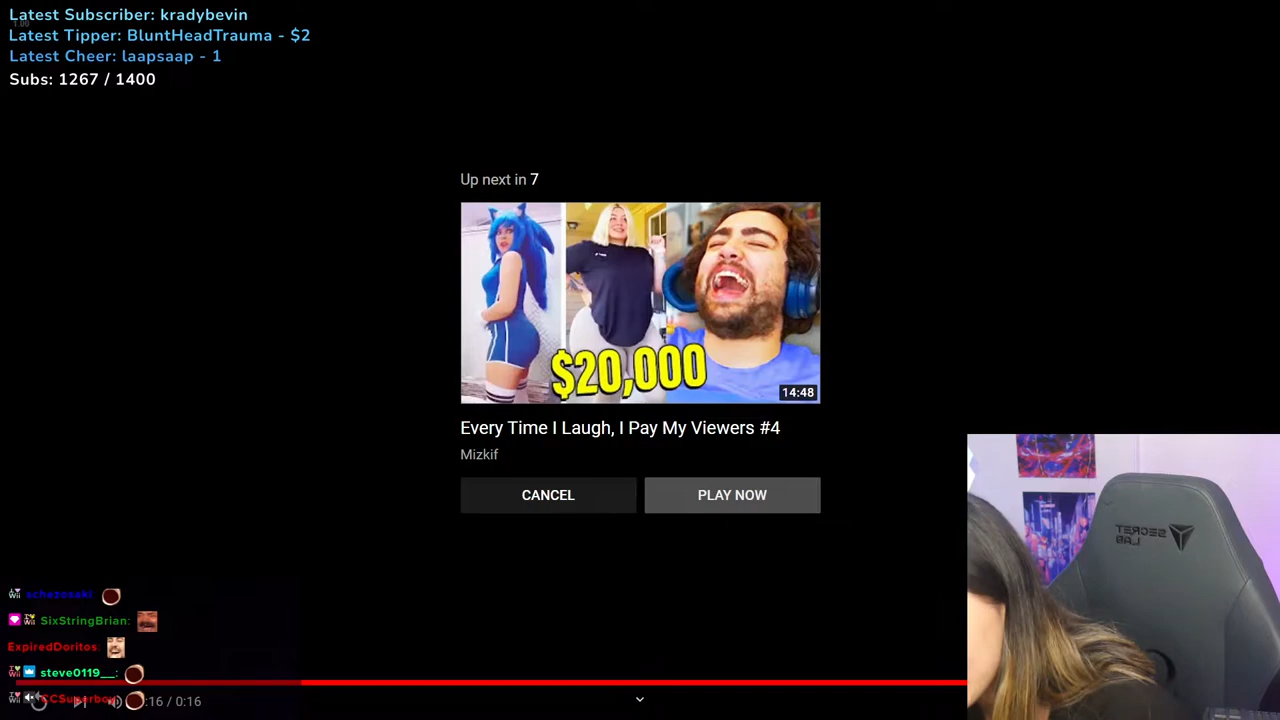 Latest Subscriber: kradybevin
Latest Tipper: BluntHeadTrauma - $2
Latest Cheer: laapsaap - 1
Subs: 1267 / 1400
Up next in 7
$20,000
14:48
Every Time I Laugh, I Pay My Viewers #4
Mizkif
CANCEL
PLAY NOW
SECRET
LAB
SixStringBrian:
ExpiredDoritos:
steve0119__:
:16 / 0:16